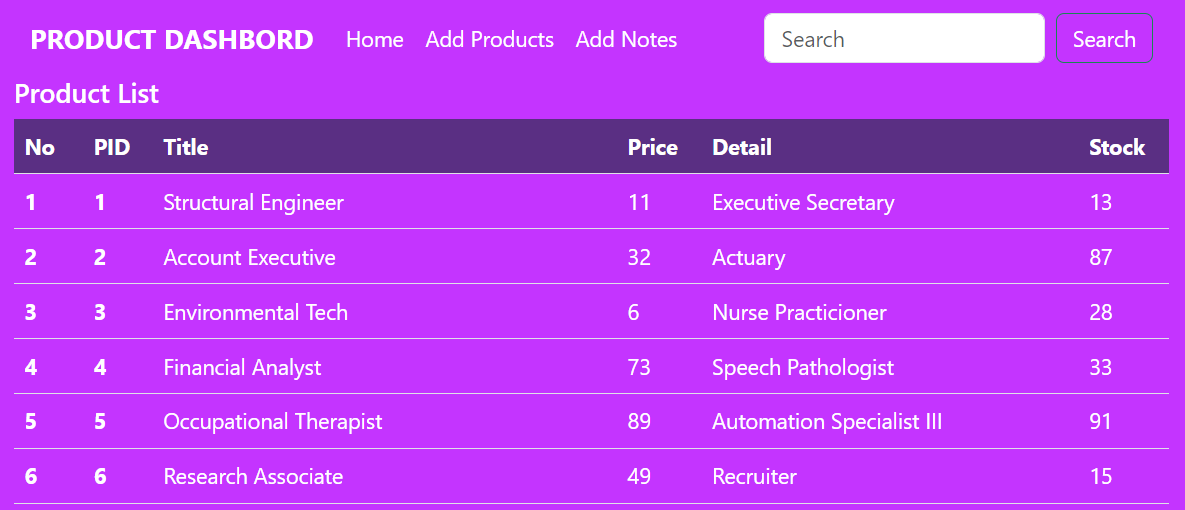 PRODUCT DASHBORD Home Add Products Add Notes Search Search
Product List
No PID Title Price Detail Stock
1 1 Structural Engineer 11 Executive Secretary 13
2 2 Account Executive 32 Actuary 87
3 3 Environmental Tech 6 Nurse Practicioner 28
4 4 Financial Analyst 73 Speech Pathologist 33
5 5 Occupational Therapist 89 Automation Specialist III 91
6 6 Research Associate 49 Recruiter 15